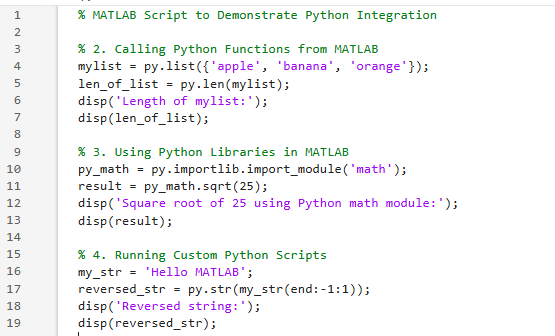 1 % MATLAB Script to Demonstrate Python Integration
2
3 % 2. Calling Python Functions from MATLAB
4 mylist = py.list({'apple', 'banana', 'orange'});
5 len_of_list = py.len(mylist);
6 disp('Length of mylist:');
7 disp(len_of_list);
8
9 % 3. Using Python Libraries in MATLAB
10 py_math = py.importlib.import_module('math');
11 result = py_math.sqrt(25);
12 disp('Square root of 25 using Python math module:');
13 disp(result);
14
15 % 4. Running Custom Python Scripts
16 my_str = 'Hello MATLAB';
17 reversed_str = py.str(my_str(end:-1:1));
18 disp('Reversed string:');
19 disp(reversed_str);